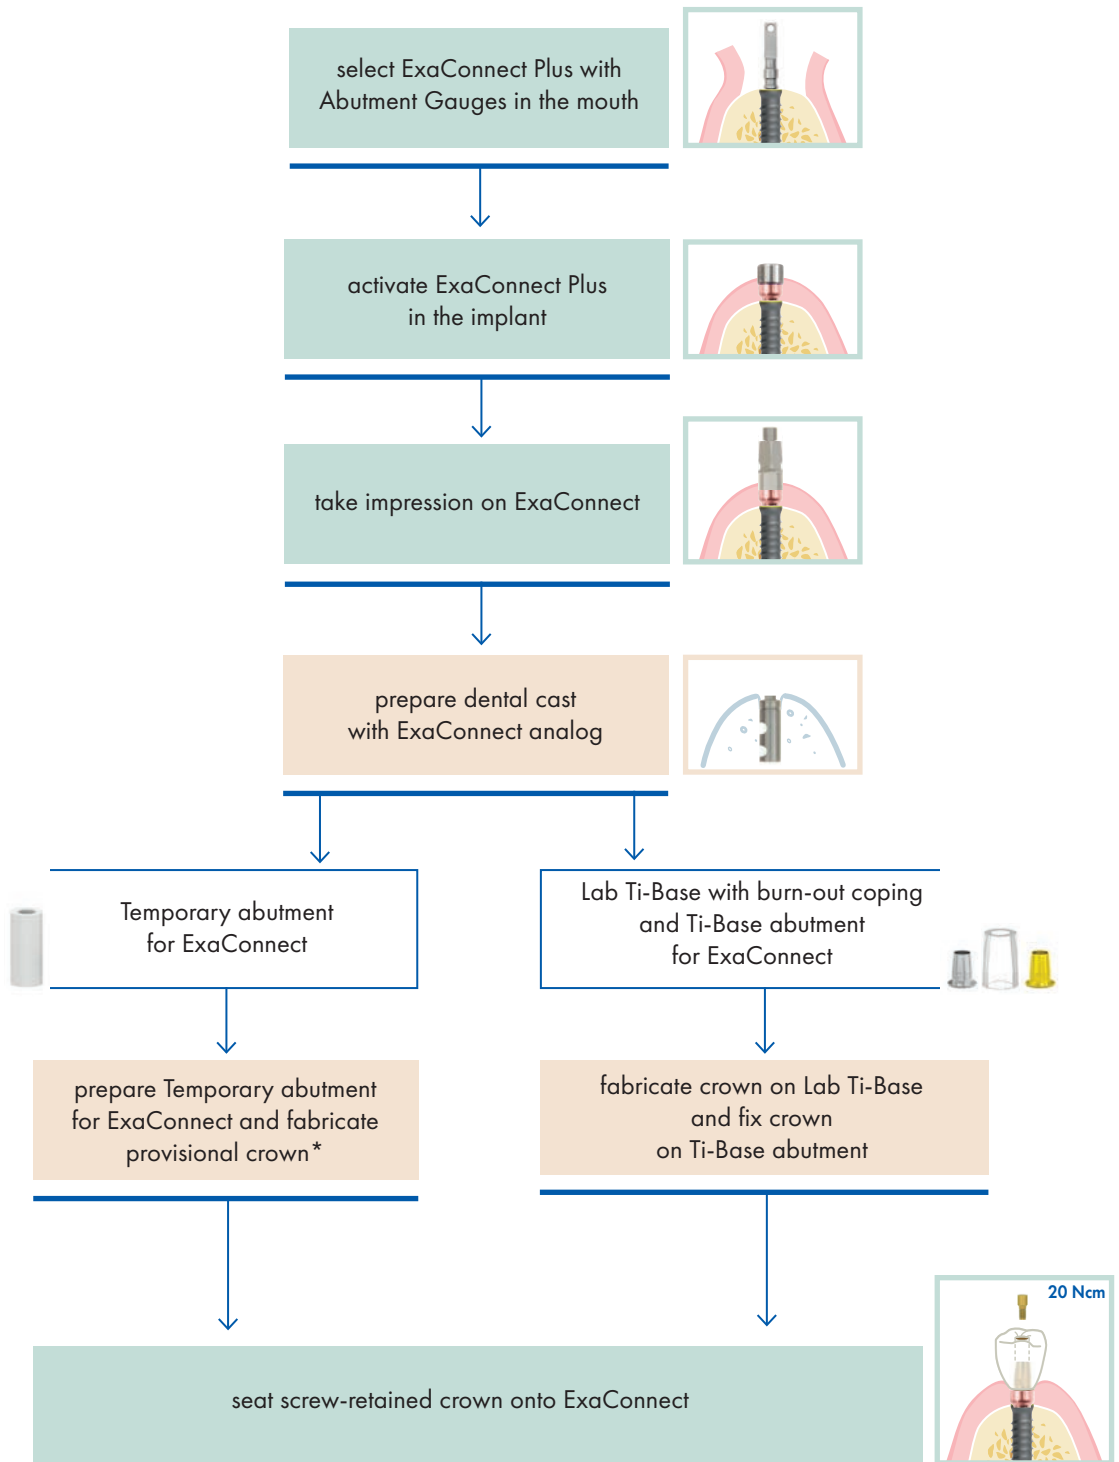 select ExaConnect Plus with
Abutment Gauges in the mouth
activate ExaConnect Plus
in the implant
take impression on ExaConnect
prepare dental cast
with ExaConnect analog
Temporary abutment
for ExaConnect
Lab Ti-Base with burn-out coping
and Ti-Base abutment
for ExaConnect
prepare Temporary abutment
for ExaConnect and fabricate
provisional crown*
fabricate crown on Lab Ti-Base
and fix crown
on Ti-Base abutment
20 Ncm
seat screw-retained crown onto ExaConnect